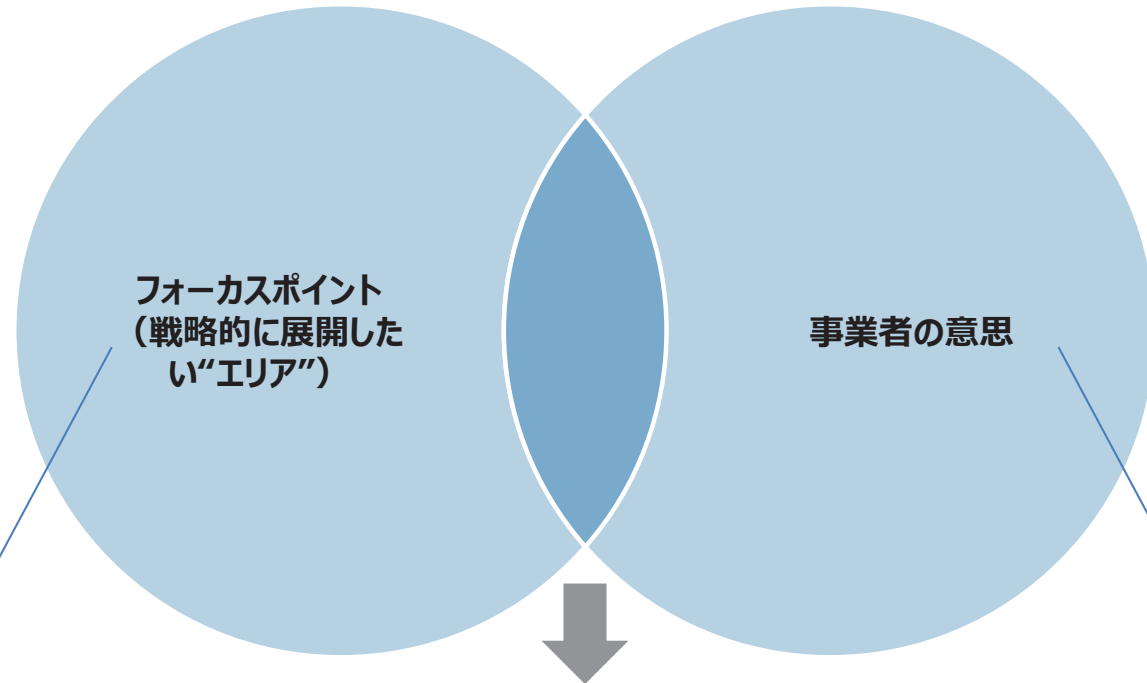 フォーカスポイント
（戦略的に展開した
い“エリア”）
事業者の意思